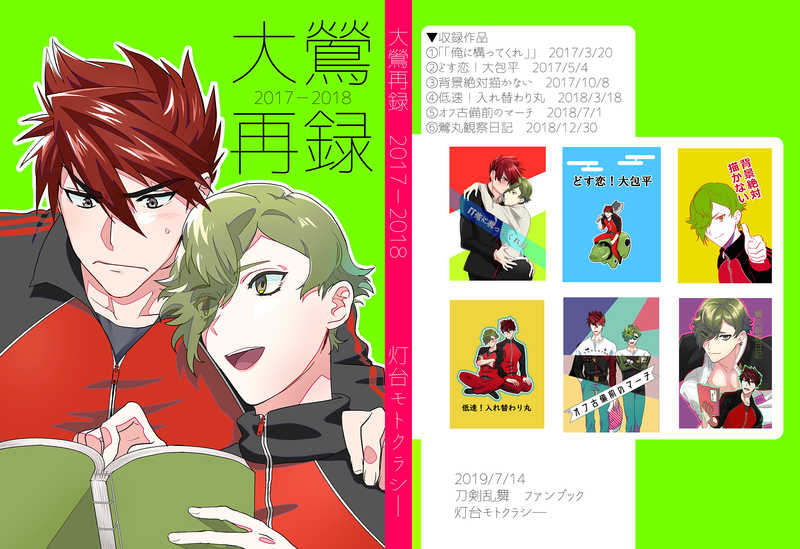 大鶯
2017－2018
再録
大鶯再録　2017－2018　灯台モトクラシー
▼収録作品
①「「俺に構ってくれ」」　2017/3/20
②どす恋！大包平　2017/5/4
③背景絶対描かない　2017/10/8
④低速！入れ替わり丸　2018/3/18
⑤オフ古備前のマーチ　2018/7/1
⑥鶯丸観察日記　2018/12/30
どす恋！大包平
背景絶対
描かない
低速！入れ替わり丸
オフ古備前のマーチ
2019/7/14
刀剣乱舞　ファンブック
灯台モトクラシー